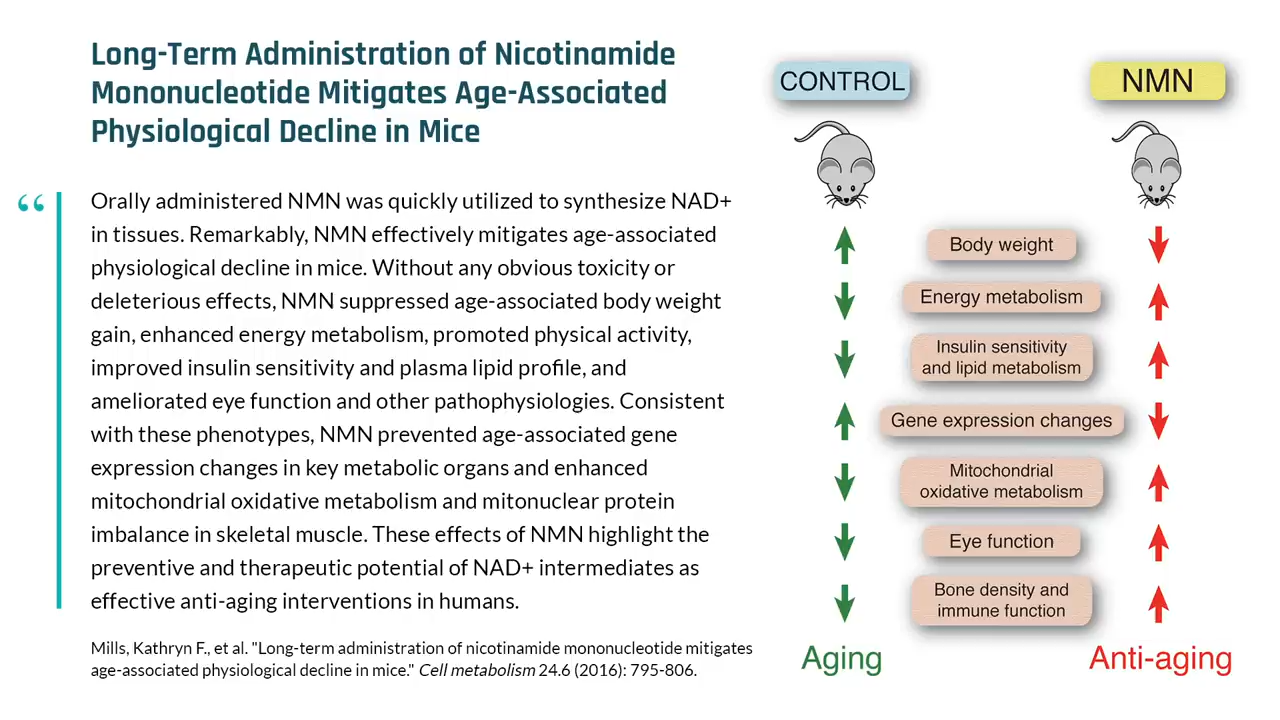 Long-Term Administration of Nicotinamide
Mononucleotide Mitigates Age-Associated
Physiological Decline in Mice
“
Orally administered NMN was quickly utilized to synthesize NAD+
in tissues. Remarkably, NMN effectively mitigates age-associated
physiological decline in mice. Without any obvious toxicity or
deleterious effects, NMN suppressed age-associated body weight
gain, enhanced energy metabolism, promoted physical activity,
improved insulin sensitivity and plasma lipid profile, and
ameliorated eye function and other pathophysiologies. Consistent
with these phenotypes, NMN prevented age-associated gene
expression changes in key metabolic organs and enhanced
mitochondrial oxidative metabolism and mitonuclear protein
imbalance in skeletal muscle. These effects of NMN highlight the
preventive and therapeutic potential of NAD+ intermediates as
effective anti-aging interventions in humans.
Mills, Kathryn F., et al. "Long-term administration of nicotinamide mononucleotide mitigates
age-associated physiological decline in mice." Cell metabolism 24.6 (2016): 795-806.
CONTROL
NMN
Body weight
Energy metabolism
Insulin sensitivity
and lipid metabolism
Gene expression changes
Mitochondrial
oxidative metabolism
Eye function
Bone density and
immune function
Aging
Anti-aging